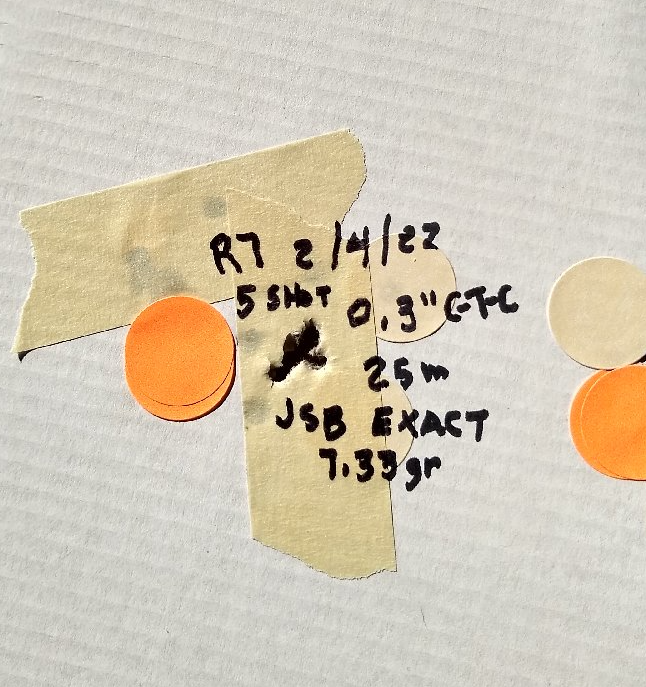 R7 2/4/22
5 SHOT 0.3" C-T-C
25m
JSB EXACT
7.33gr